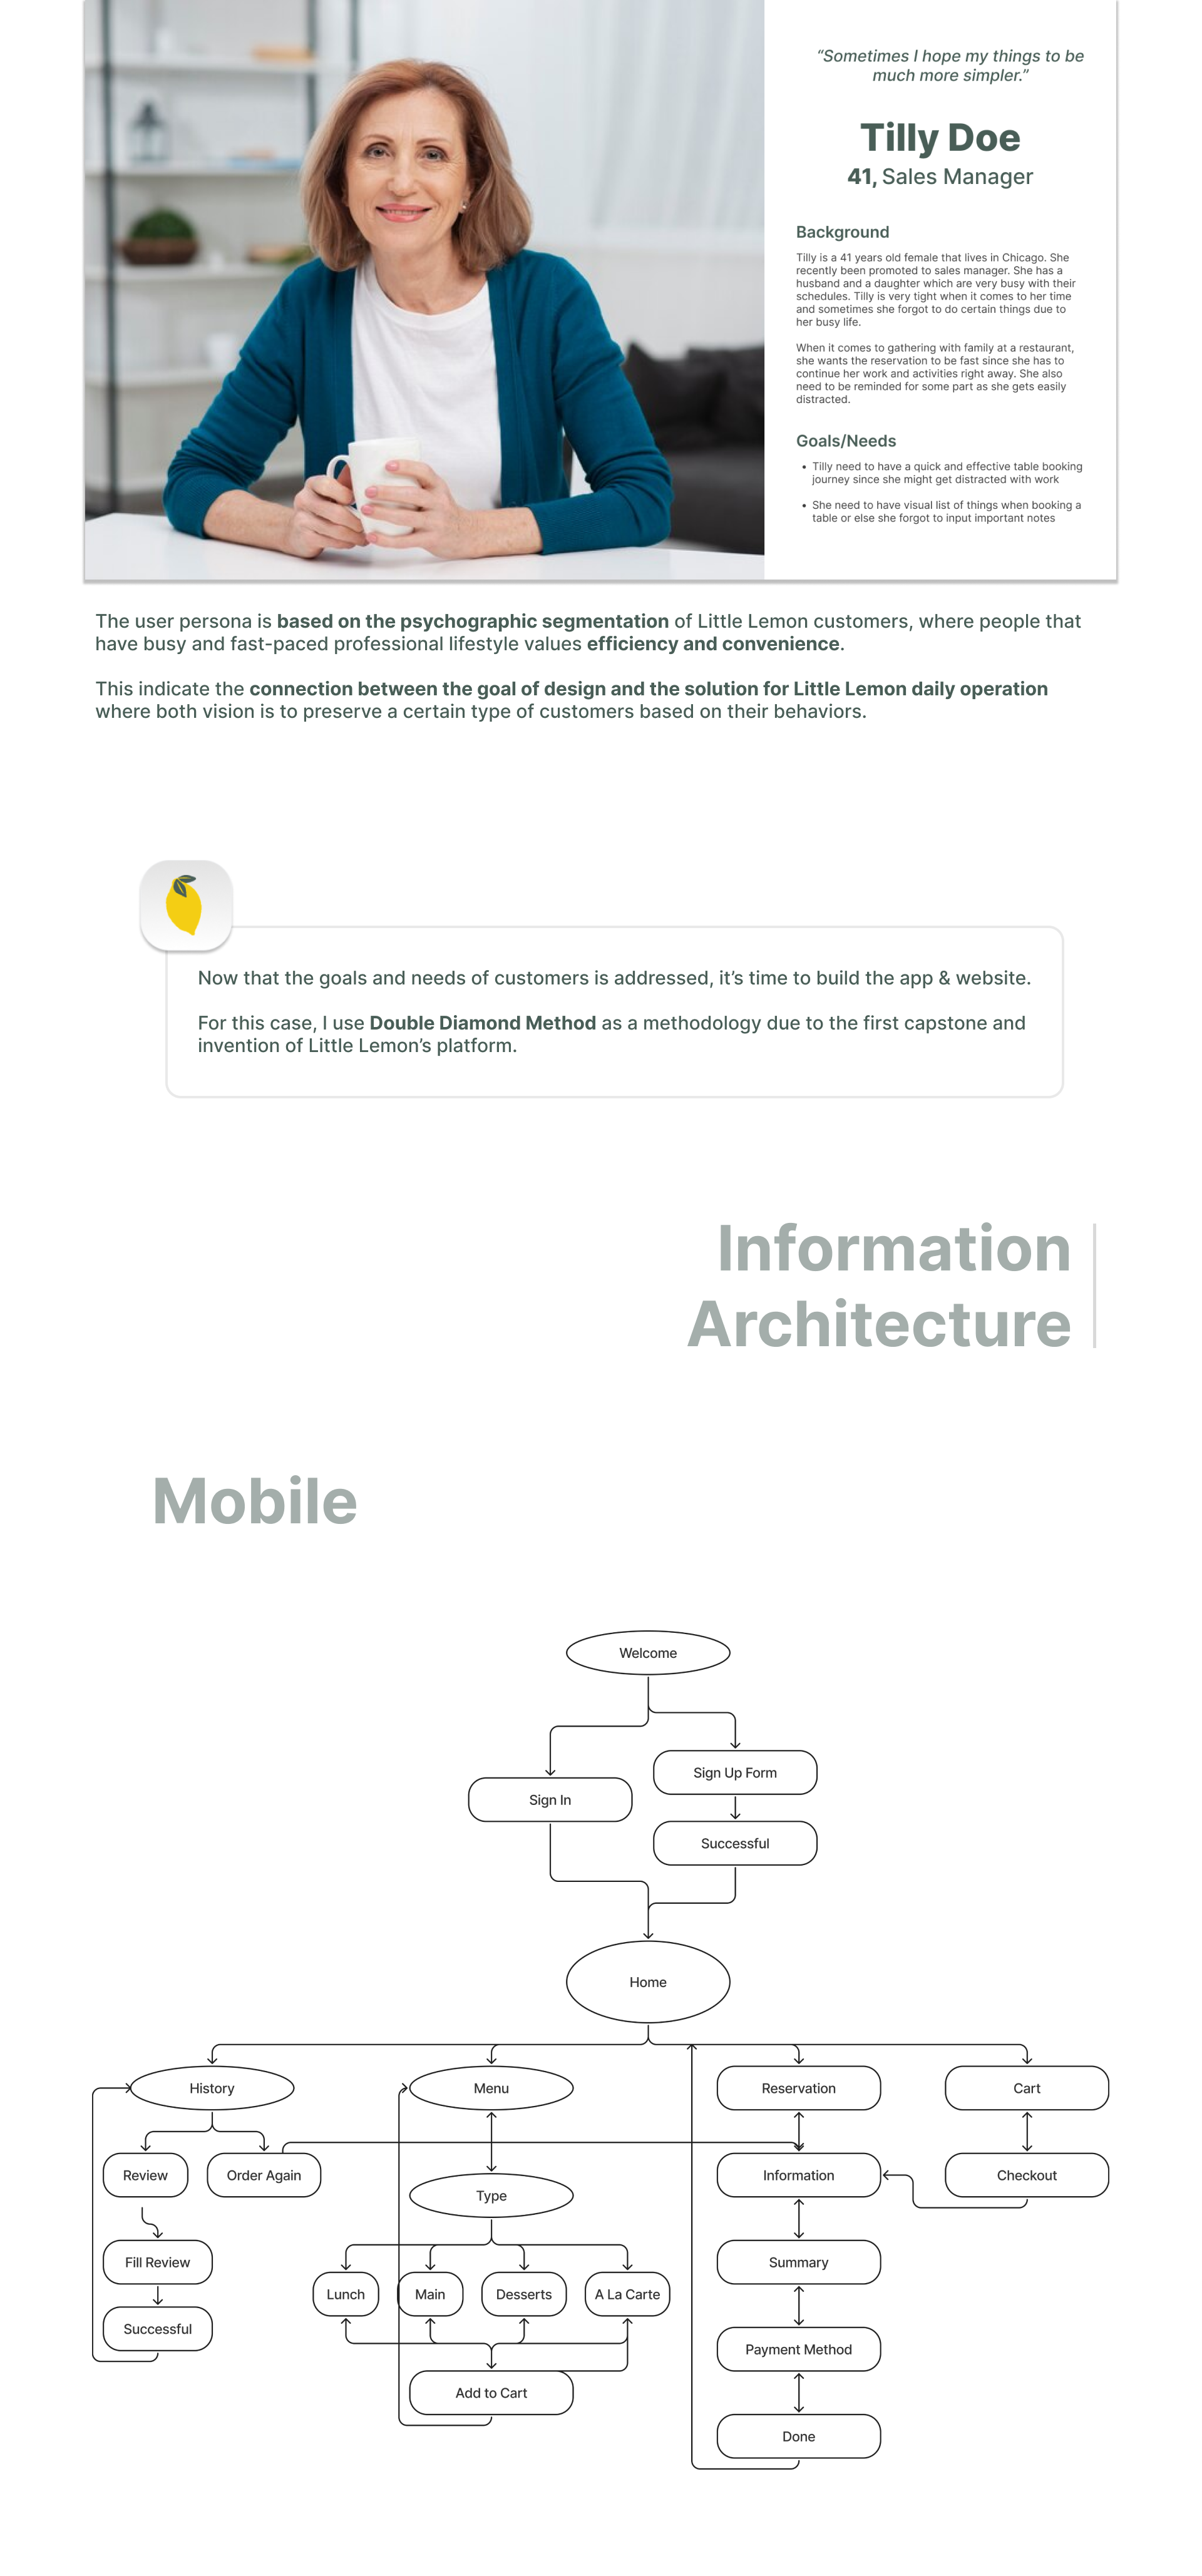 “Sometimes I hope my things to be
much more simpler.”
Tilly Doe
41, Sales Manager
Background
Tilly is a 41 years old female that lives in Chicago. She
recently been promoted to sales manager. She has a
husband and a daughter which are very busy with their
schedules. Tilly is very tight when it comes to her time
and sometimes she forgot to do certain things due to
her busy life.
When it comes to gathering with family at a restaurant,
she wants the reservation to be fast since she has to
continue her work and activities right away. She also
need to be reminded for some part as she gets easily
distracted.
Goals/Needs
• Tilly need to have a quick and effective table booking
journey since she might get distracted with work
• She need to have visual list of things when booking a
table or else she forgot to input important notes
The user persona is based on the psychographic segmentation of Little Lemon customers, where people that
have busy and fast-paced professional lifestyle values efficiency and convenience.
This indicate the connection between the goal of design and the solution for Little Lemon daily operation
where both vision is to preserve a certain type of customers based on their behaviors.
Now that the goals and needs of customers is addressed, it’s time to build the app & website.
For this case, I use Double Diamond Method as a methodology due to the first capstone and
invention of Little Lemon’s platform.
Information
Architecture
Mobile
Welcome
Sign Up Form
Sign In
Successful
Home
History
Menu
Reservation
Cart
Review
Order Again
Information
Checkout
Type
Fill Review
Summary
Lunch
Main
Desserts
A La Carte
Successful
Payment Method
Add to Cart
Done